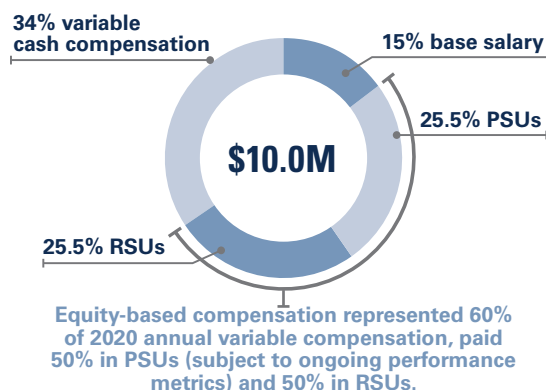 34% variable
cash compensation
15% base salary
25.5% PSUs
$10.0M
25.5% RSUs
Equity-based compensation represented 60%
of 2020 annual variable compensation, paid
50% in PSUs (subject to ongoing performance
metrics) and 50% in RSUs.